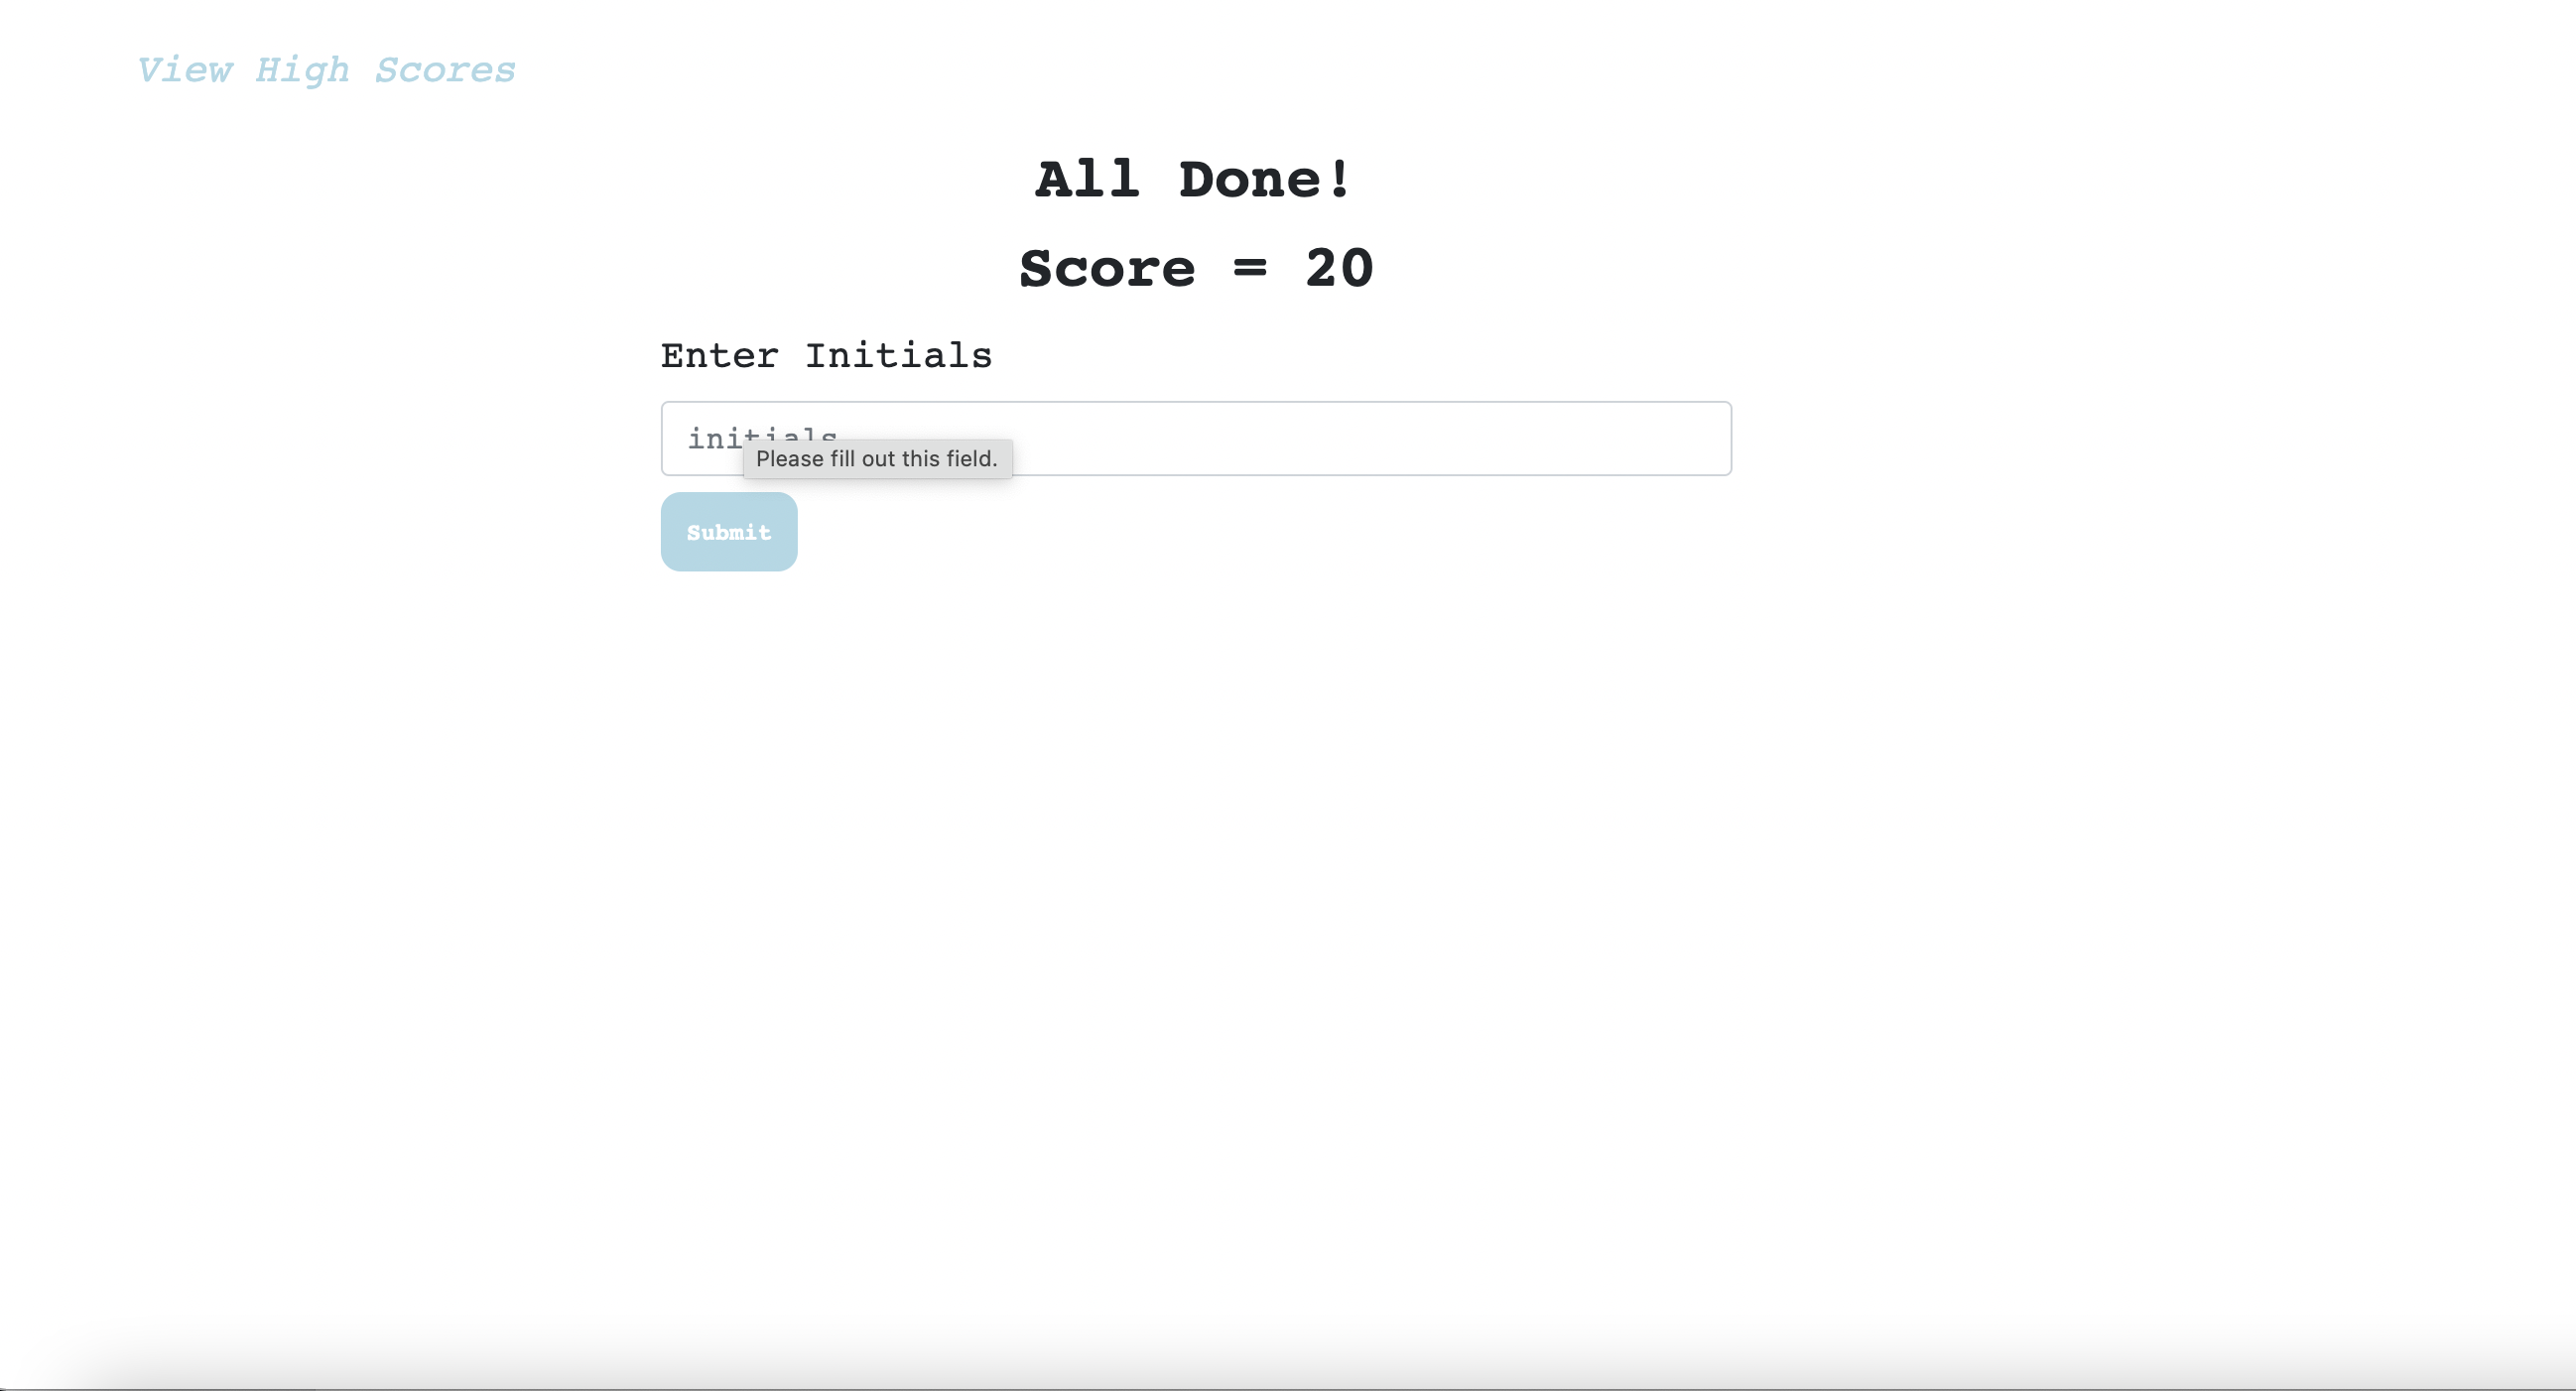 View High Scores
All Done!
Score = 20
Enter Initials
initials
Please fill out this field.
Submit